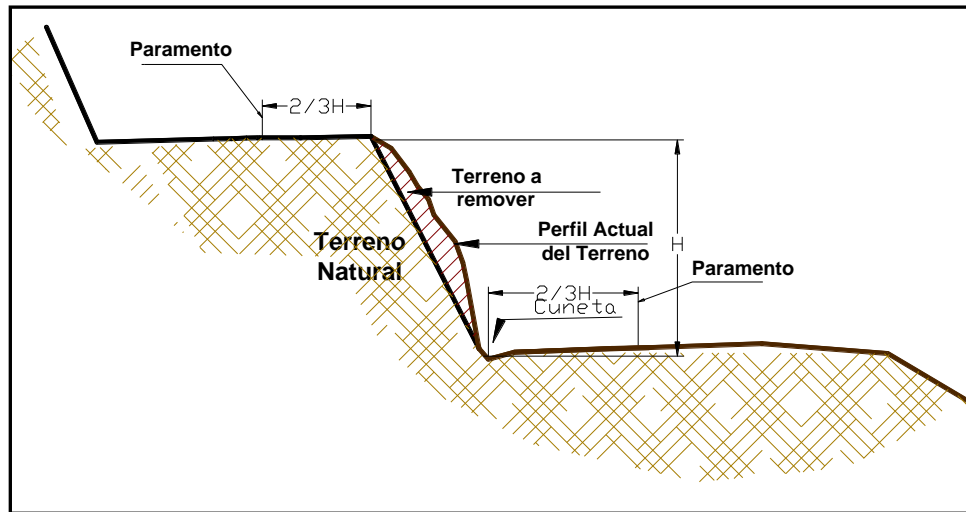 Paramento
2/3H
Terreno a
remover
Terreno
Natural
Perfil Actual
del Terreno
H
Paramento
2/3H
Cuneta